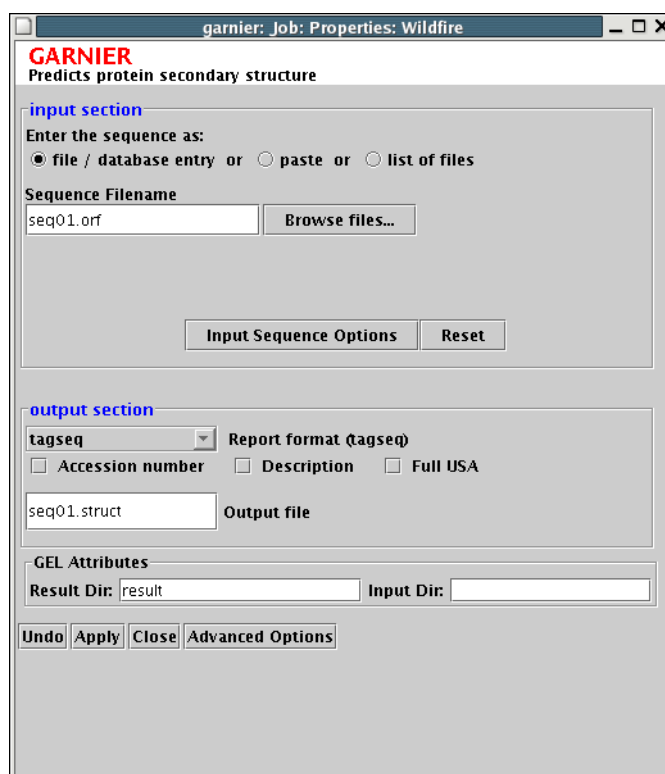 garnier: Job: Properties: Wildfire
GARNIER
Predicts protein secondary structure
input section
Enter the sequence as:
file / database entry or paste or list of files
Sequence Filename
seq01.orf Browse files...
Input Sequence Options Reset
output section
tagseq Report format (tagseq)
Accession number Description Full USA
seq01.struct Output file
GEL Attributes
Result Dir: result Input Dir:
Undo Apply Close Advanced Options